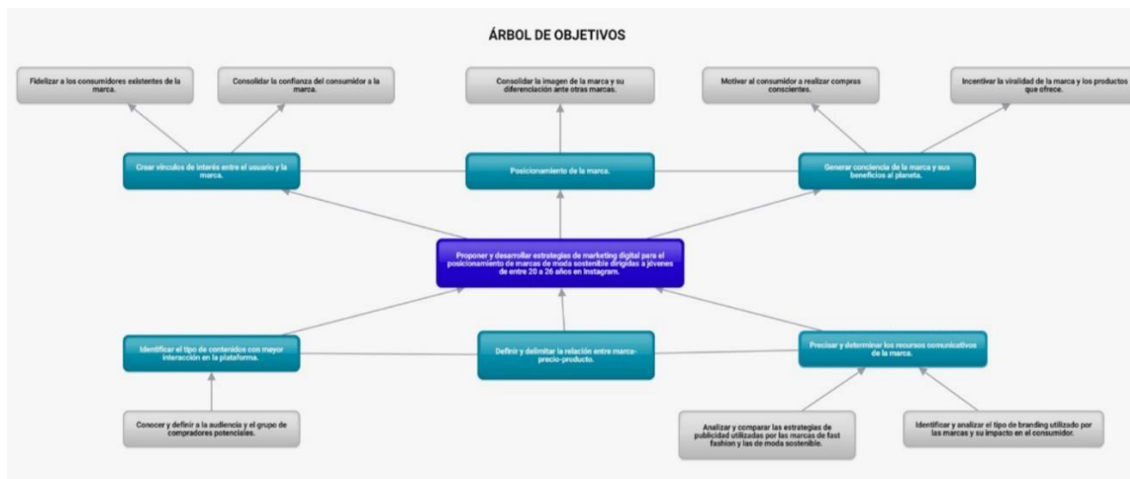 ÁRBOL DE OBJETIVOS
Fidelizar a los consumidores existentes de la
marca.
Consolidar la confianza del consumidor a la
marca.
Consolidar la imagen de la marca y su
diferenciación ante otras marcas.
Motivar al consumidor a realizar compras
conscientes.
Incentivar la viralidad de la marca y los productos
que ofrece.
Crear vínculos de interés entre el usuario y la
marca.
Posicionamiento de la marca.
Generar conciencia de la marca y sus
beneficios al planeta.
Proponer y desarrollar estrategias de marketing digital para el
posicionamiento de marcas de moda sostenible dirigidas a jóvenes
de entre 20 a 26 años en Instagram.
Identificar el tipo de contenidos con mayor
interacción en la plataforma.
Definir y delimitar la relación entre marca-
precio-producto.
Precisar y determinar los recursos comunicativos
de la marca.
Conocer y definir a la audiencia y el grupo de
compradores potenciales.
Analizar y comparar las estrategias de
publicidad utilizadas por las marcas de fast
fashion y las de moda sostenible.
Identificar y analizar el tipo de branding utilizado por
las marcas y su impacto en el consumidor.